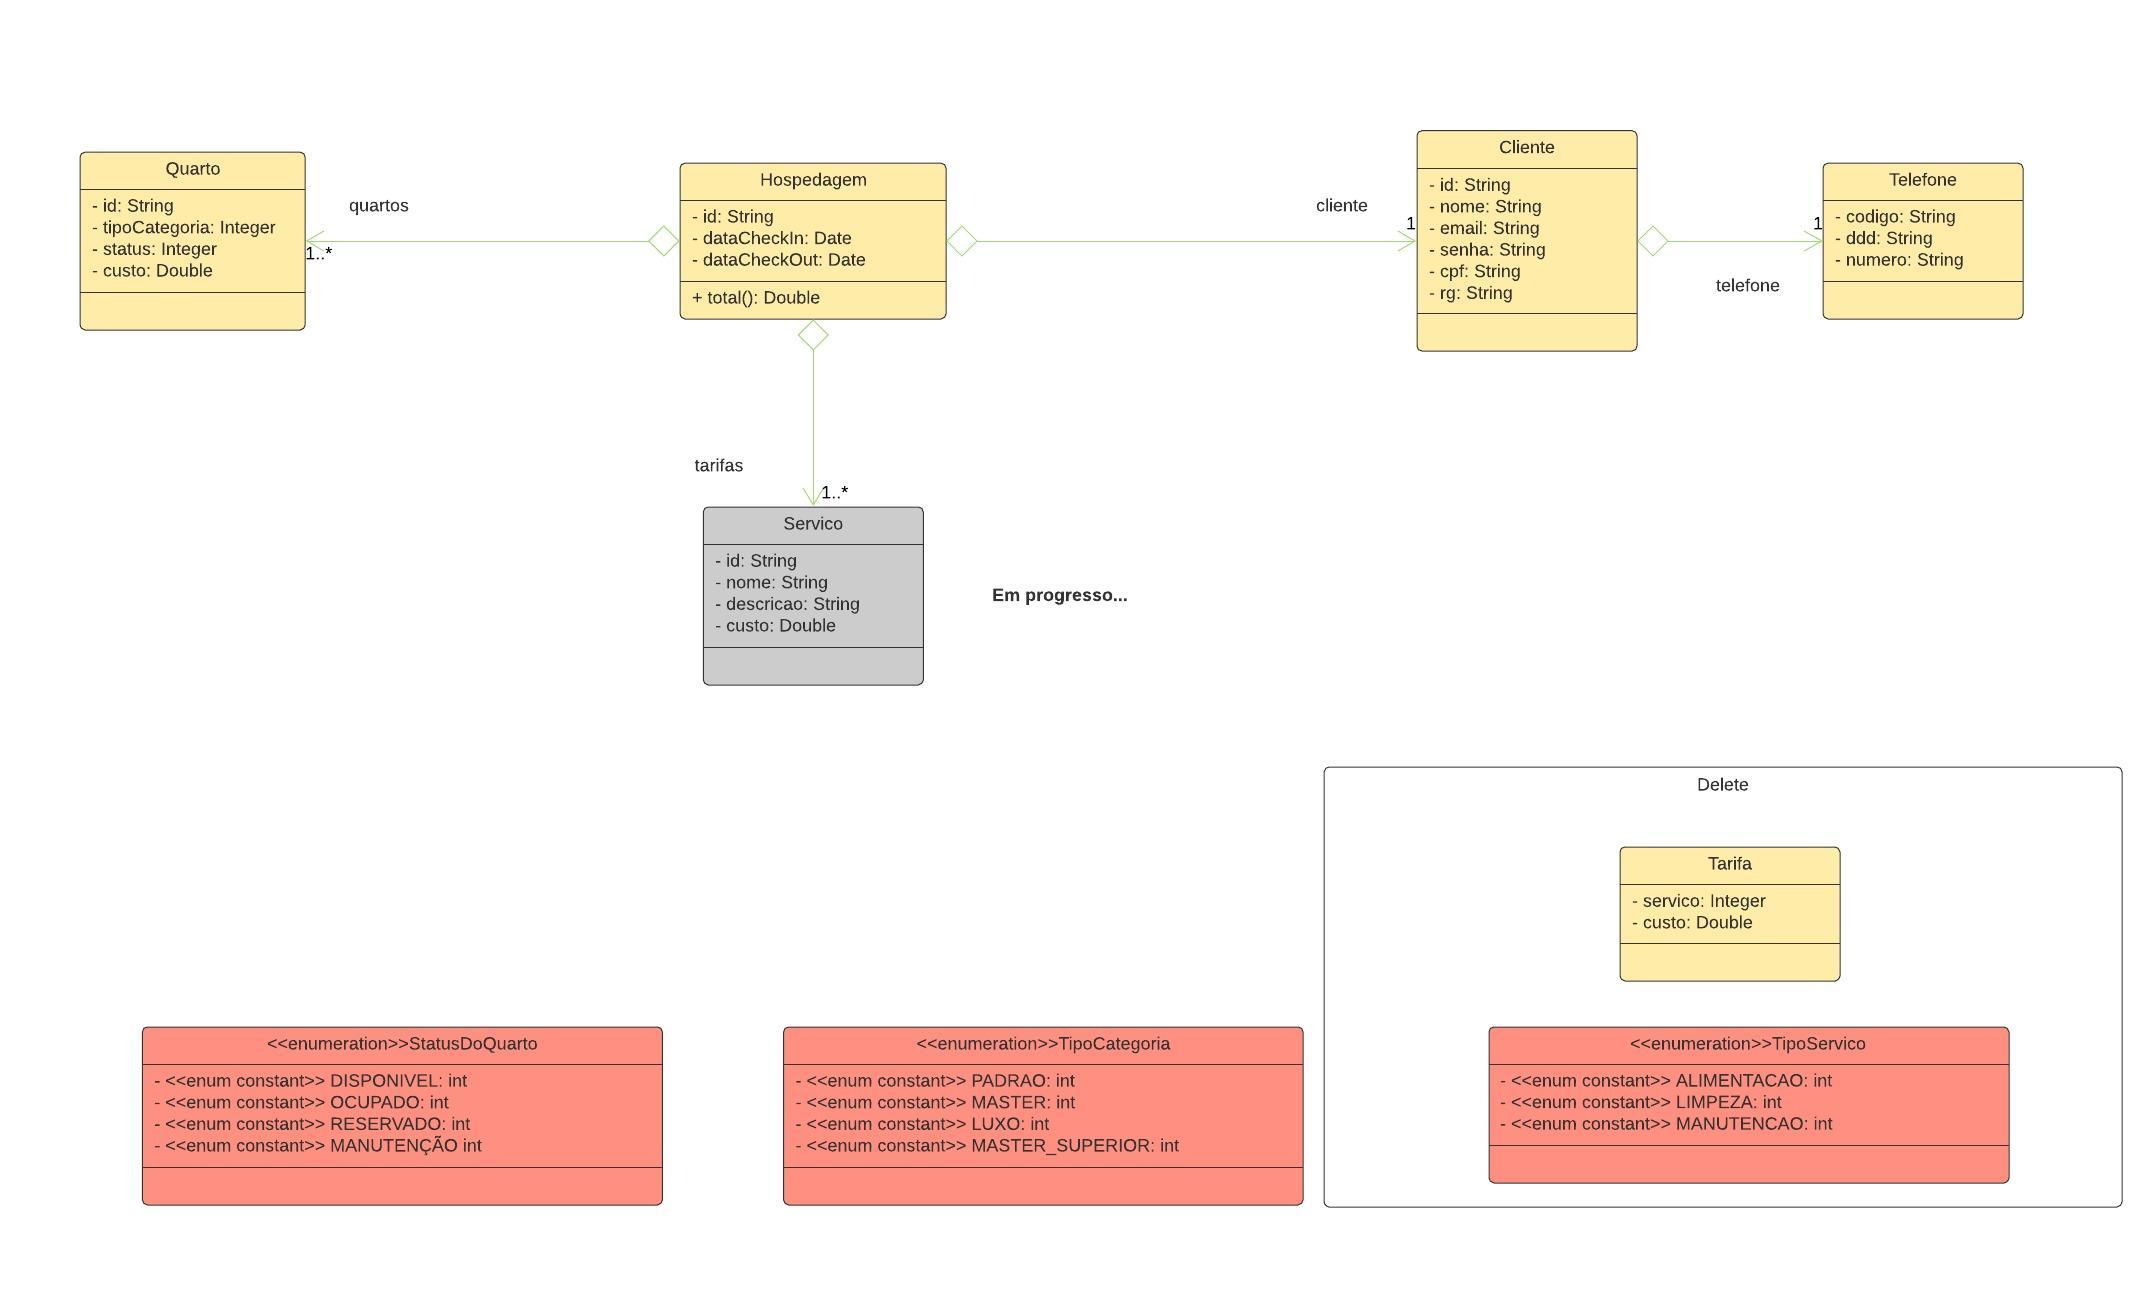 Quarto
- id: String
- tipoCategoria: Integer
- status: Integer
- custo: Double
quartos
1..*
Hospedagem
- id: String
- dataCheckIn: Date
- dataCheckOut: Date
+ total(): Double
cliente
1
Cliente
- id: String
- nome: String
- email: String
- senha: String
- cpf: String
- rg: String
1
telefone
Telefone
- codigo: String
- ddd: String
- numero: String
tarifas
1..*
Servico
- id: String
- nome: String
- descricao: String
- custo: Double
Em progresso...
Delete
Tarifa
- servico: Integer
- custo: Double
<<enumeration>>StatusDoQuarto
- <<enum constant>> DISPONIVEL: int
- <<enum constant>> OCUPADO: int
- <<enum constant>> RESERVADO: int
- <<enum constant>> MANUTENÇÃO int
<<enumeration>>TipoCategoria
- <<enum constant>> PADRAO: int
- <<enum constant>> MASTER: int
- <<enum constant>> LUXO: int
- <<enum constant>> MASTER_SUPERIOR: int
<<enumeration>>TipoServico
- <<enum constant>> ALIMENTACAO: int
- <<enum constant>> LIMPEZA: int
- <<enum constant>> MANUTENCAO: int